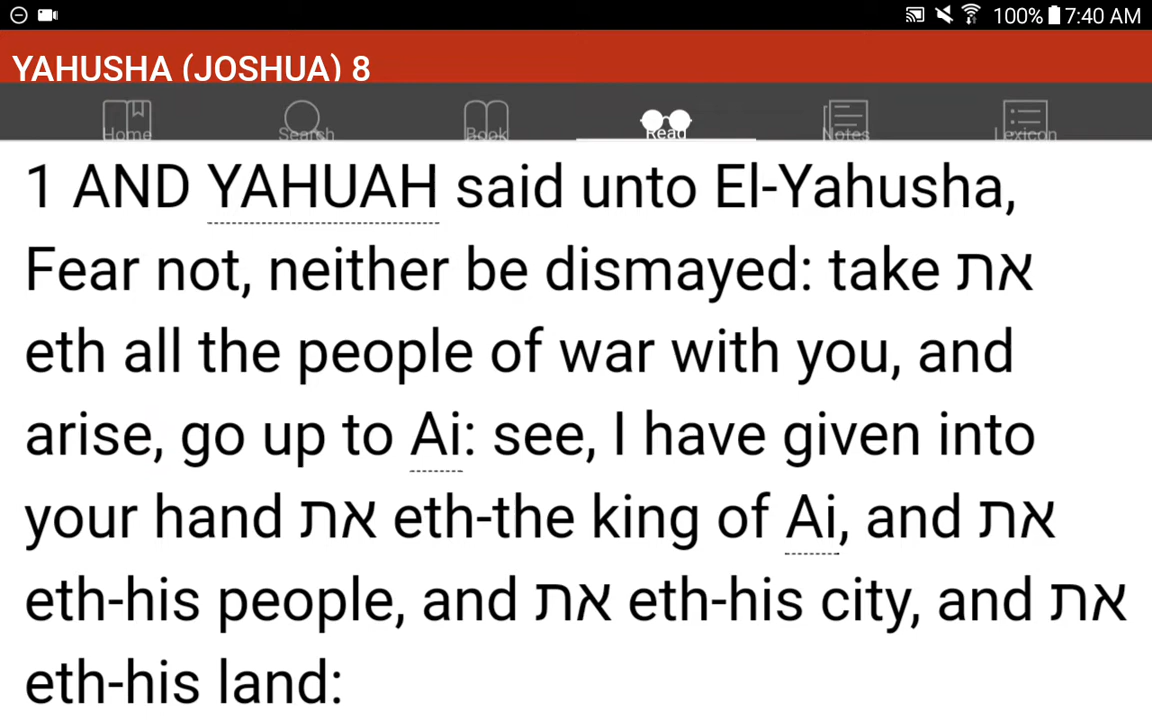 100% 7:40 AM
YAHUSHA (JOSHUA) 8
Home Search Book Read Notes Lexicon
1 AND YAHUAH said unto El-Yahusha,
Fear not, neither be dismayed: take את
eth all the people of war with you, and
arise, go up to Ai: see, I have given into
your hand את eth-the king of Ai, and את
eth-his people, and את eth-his city, and את
eth-his land: